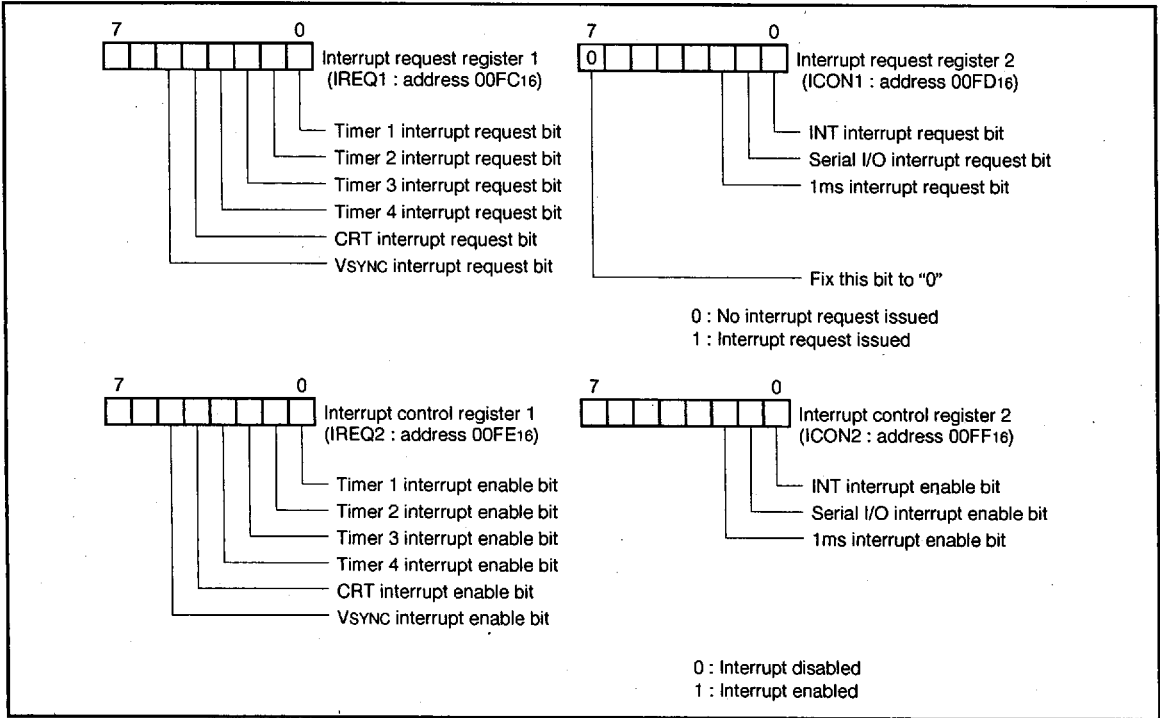 7 0
Interrupt request register 1
(IREQ1 : address 00FC16)
Timer 1 interrupt request bit
Timer 2 interrupt request bit
Timer 3 interrupt request bit
Timer 4 interrupt request bit
CRT interrupt request bit
VSYNC interrupt request bit
7 0
0
Interrupt request register 2
(ICON1 : address 00FD16)
INT interrupt request bit
Serial I/O interrupt request bit
1ms interrupt request bit
Fix this bit to “0”
0 : No interrupt request issued
1 : Interrupt request issued
7 0
Interrupt control register 1
(IREQ2 : address 00FE16)
Timer 1 interrupt enable bit
Timer 2 interrupt enable bit
Timer 3 interrupt enable bit
Timer 4 interrupt enable bit
CRT interrupt enable bit
VSYNC interrupt enable bit
7 0
Interrupt control register 2
(ICON2 : address 00FF16)
INT interrupt enable bit
Serial I/O interrupt enable bit
1ms interrupt enable bit
0 : Interrupt disabled
1 : Interrupt enabled